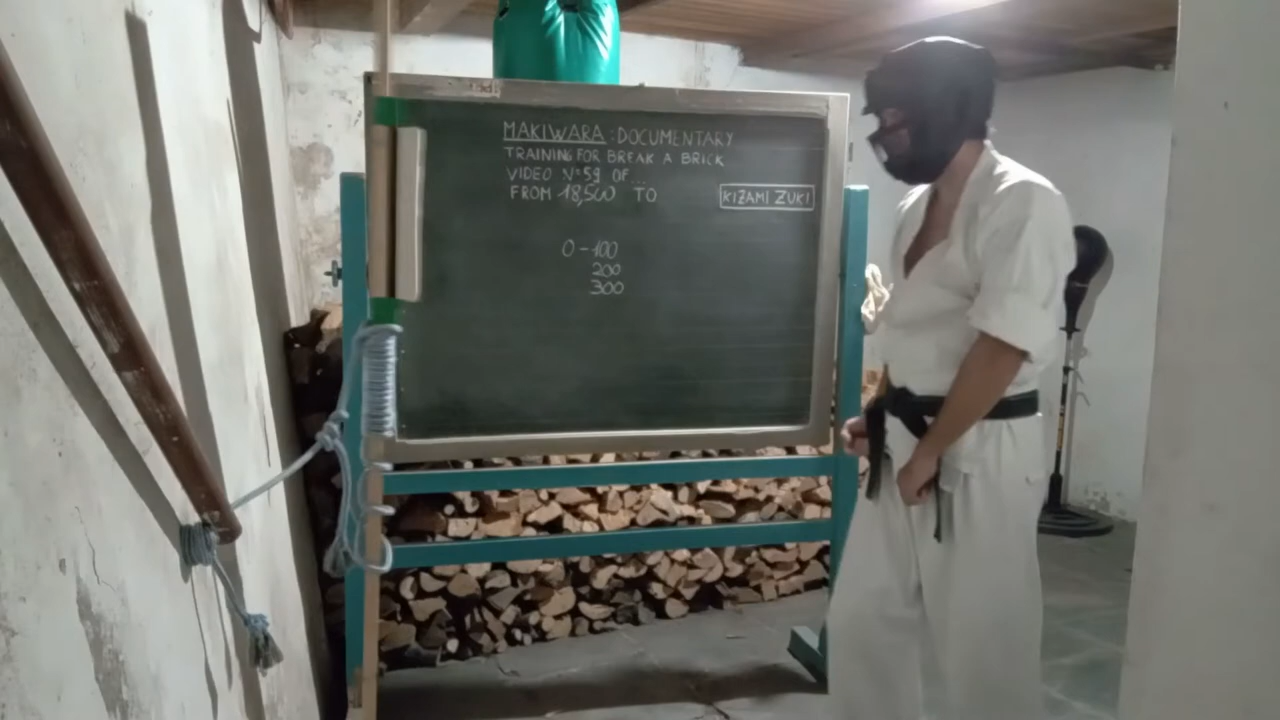 MAKIWARA : DOCUMENTARY
TRAINING FOR BREAK A BRICK
VIDEO Nº59 OF...
FROM 18,500 TO
KIZAMI ZUKI
0-100
200
300